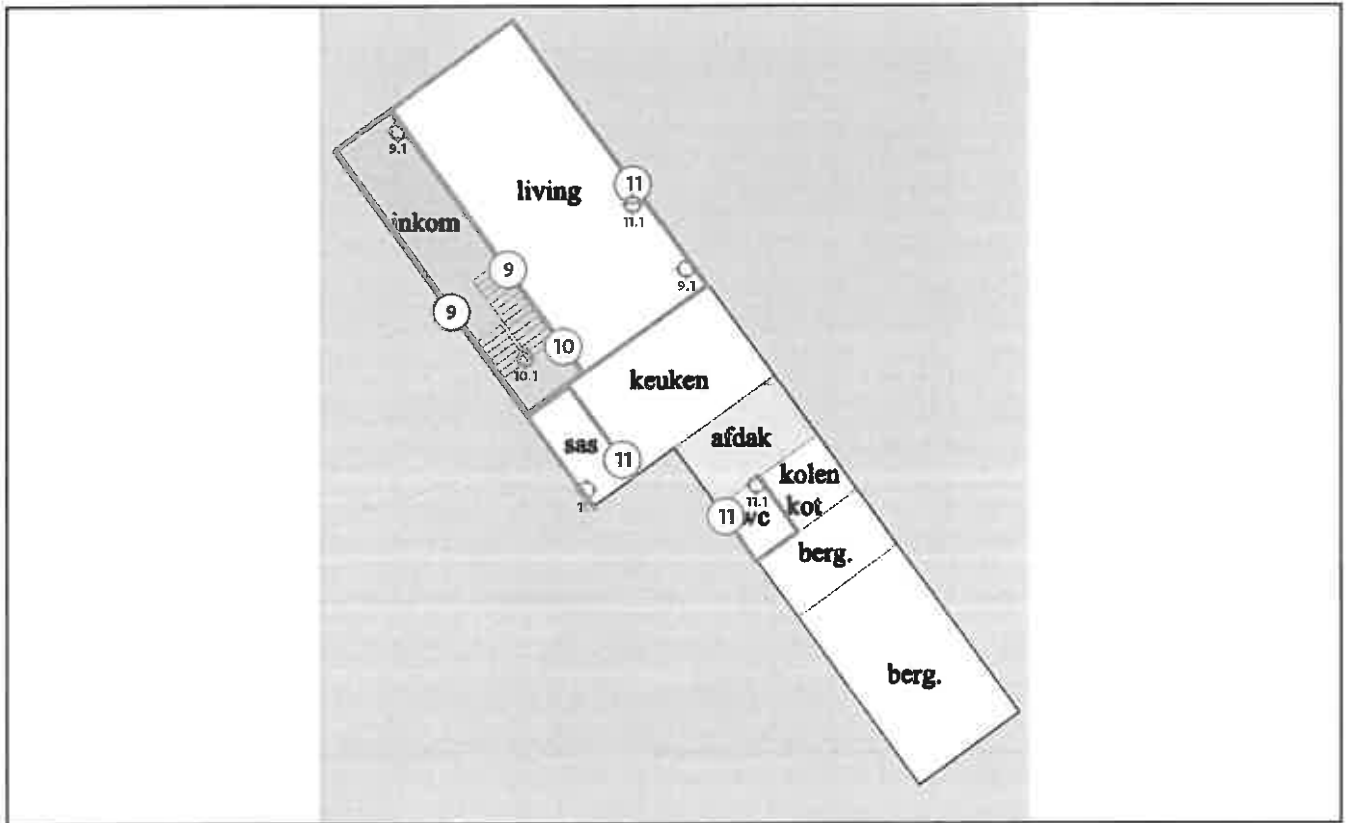 9.1
living
11
11.1
inkom
9
9.1
9
10
10.1
keuken
sas
11
afdak
kolen
kot
1
11
11.1
wc
berg.
berg.